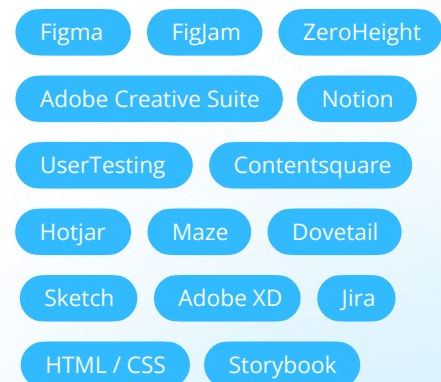 Figma FigJam ZeroHeight
Adobe Creative Suite Notion
UserTesting Contentsquare
Hotjar Maze Dovetail
Sketch Adobe XD Jira
HTML / CSS Storybook